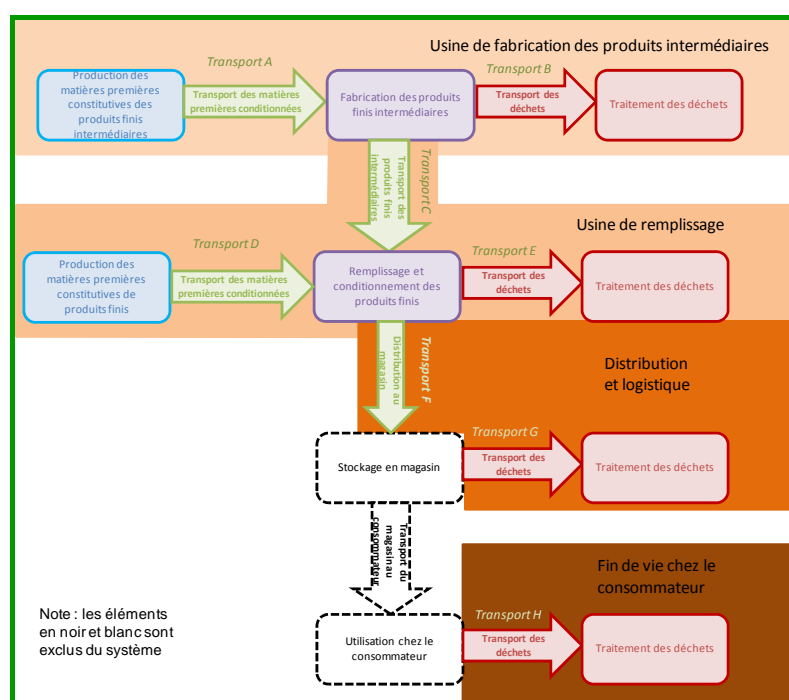 Usine de fabrication des produits intermédiaires
Transport A
Transport B
Production des
matières premières
constitutives des
produits finis
intermédiaires
Transport des matières
premières conditionnées
Fabrication des produits
finis intermédiaires
Transport des
déchets
Traitement des déchets
Transport C
Transport des
produits finis
intermédiaires
Usine de remplissage
Transport D
Transport E
Production des
matières premières
constitutives de
produits finis
Transport des matières
premières conditionnées
Remplissage et
conditionnement des
produits finis
Transport des
déchets
Traitement des déchets
Transport F
Distribution au
magasin
Distribution
et logistique
Transport G
Stockage en magasin
Transport des
déchets
Traitement des déchets
Transport du
magasin au
consommateur
Fin de vie chez le
consommateur
Note : les éléments
en noir et blanc sont
exclus du système
Transport H
Utilisation chez le
consommateur
Transport des
déchets
Traitement des déchets